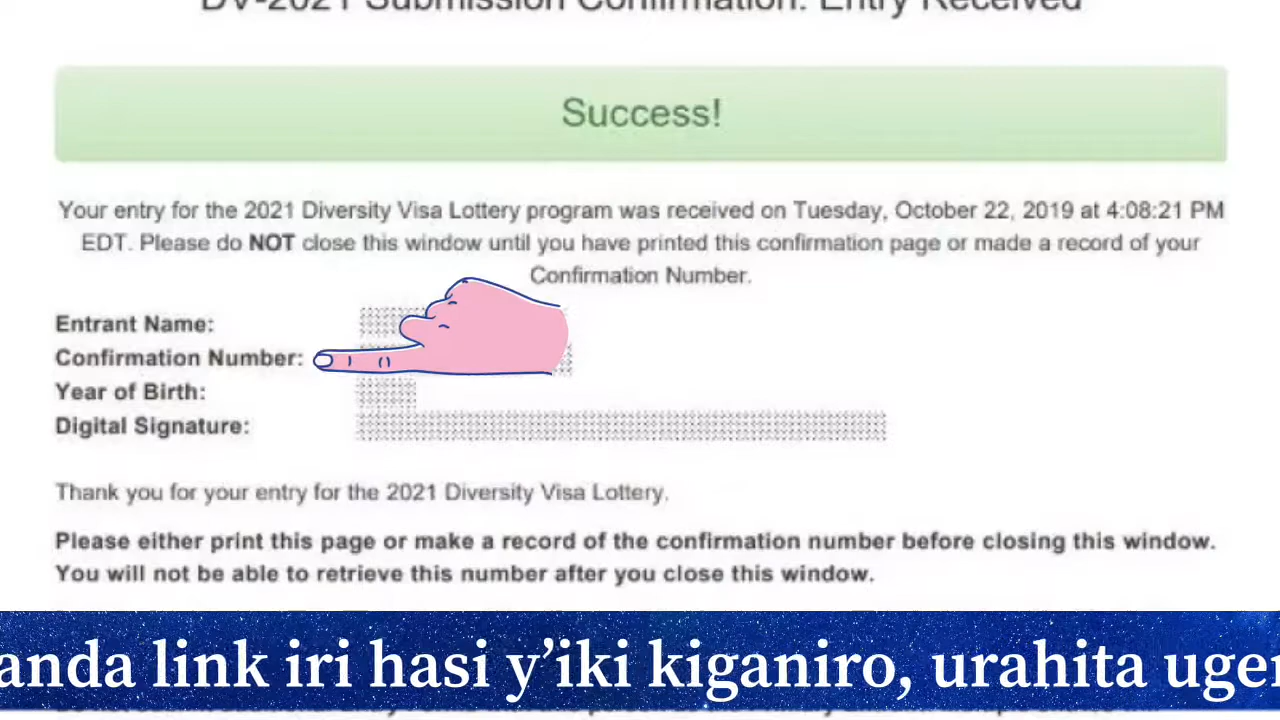 DV-2021 Submission Confirmation: Entry Received
Success!
Your entry for the 2021 Diversity Visa Lottery program was received on Tuesday, October 22, 2019 at 4:08:21 PM
EDT. Please do NOT close this window until you have printed this confirmation page or made a record of your
Confirmation Number.
Entrant Name:
Confirmation Number:
Year of Birth:
Digital Signature:
Thank you for your entry for the 2021 Diversity Visa Lottery.
Please either print this page or make a record of the confirmation number before closing this window.
You will not be able to retrieve this number after you close this window.
anda link iri hasi y’iki kiganiro, urahita uger